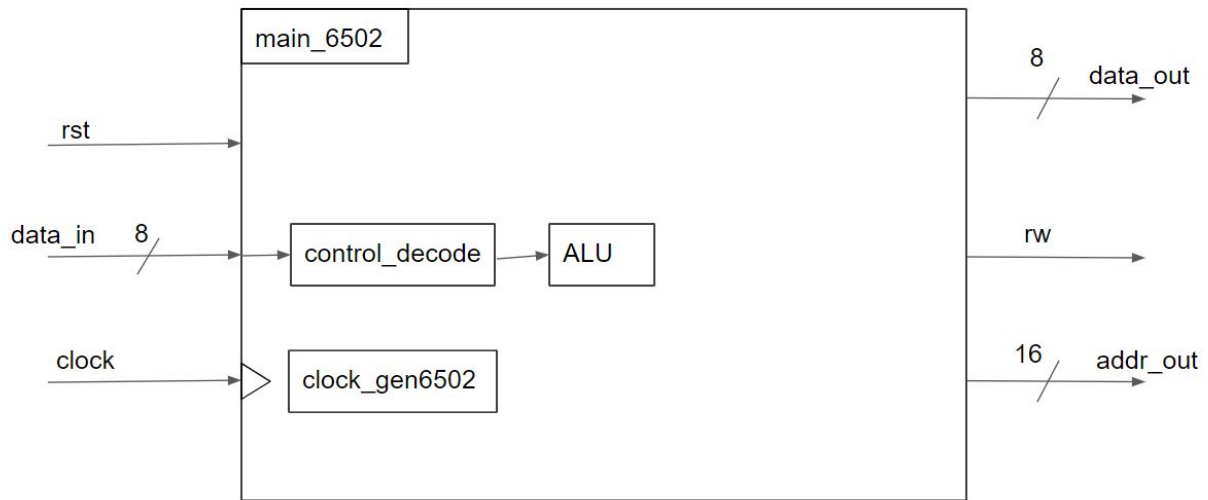 main_6502
8
data_out
rst
data_in
8
control_decode
ALU
rw
clock
clock_gen6502
16
addr_out